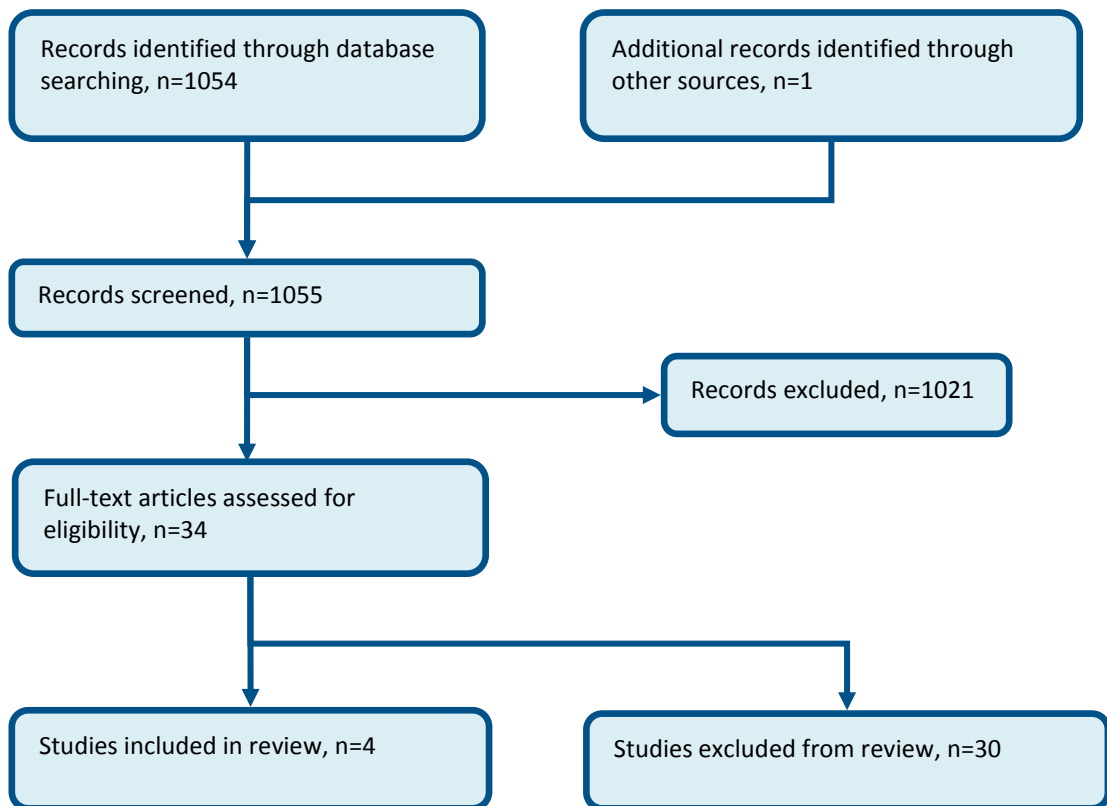 Records identified through database
searching, n=1054
Additional records identified through
other sources, n=1
Records screened, n=1055
Records excluded, n=1021
Full-text articles assessed for
eligibility, n=34
Studies included in review, n=4
Studies excluded from review, n=30